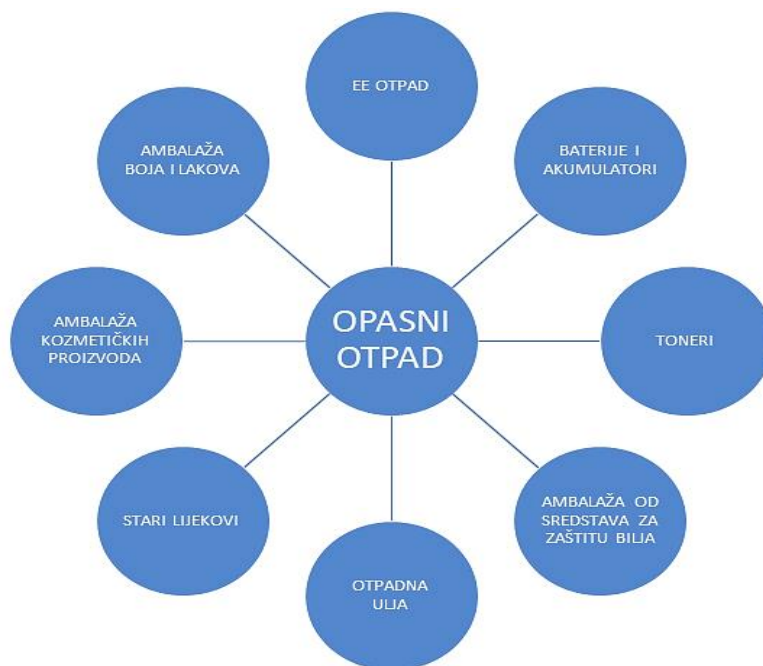 EE OTPAD
BATERIJE I
AKUMULATORI
TONERI
AMBALAŽA OD
SREDSTAVA ZA
ZAŠTITU BILJA
OTPADNA
ULJA
STARI LIJEKOVI
AMBALAŽA
KOZMETIČKIH
PROIZVODA
AMBALAŽA
BOJA I LAKOVA
OPASNI
OTPAD